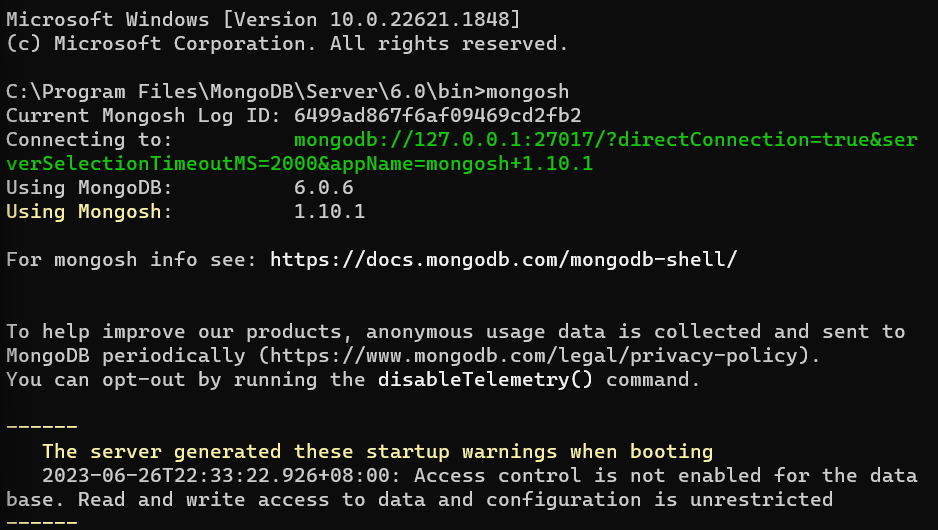 Microsoft Windows [Version 10.0.22621.1848]
(c) Microsoft Corporation. All rights reserved.
C:\Program Files\MongoDB\Server\6.0\bin>mongosh
Current Mongosh Log ID: 6499ad867f6af09469cd2fb2
Connecting to:          mongodb://127.0.0.1:27017/?directConnection=true&ser
verSelectionTimeoutMS=2000&appName=mongosh+1.10.1
Using MongoDB:          6.0.6
Using Mongosh:          1.10.1
For mongosh info see: https://docs.mongodb.com/mongodb-shell/
To help improve our products, anonymous usage data is collected and sent to
MongoDB periodically (https://www.mongodb.com/legal/privacy-policy).
You can opt-out by running the disableTelemetry() command.
------
   The server generated these startup warnings when booting
   2023-06-26T22:33:22.926+08:00: Access control is not enabled for the data
base. Read and write access to data and configuration is unrestricted
------